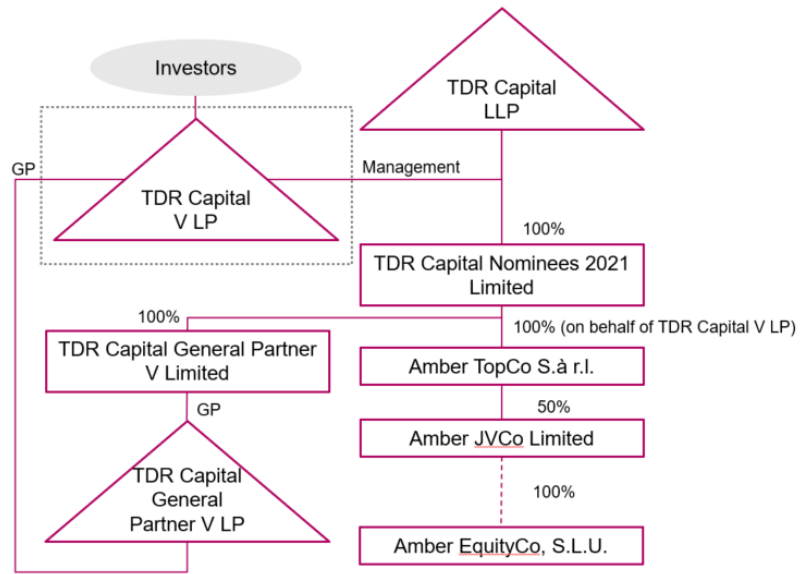 Investors
TDR Capital
LLP
GP
Management
TDR Capital
V LP
100%
TDR Capital Nominees 2021
Limited
100%
100% (on behalf of TDR Capital V LP)
TDR Capital General Partner
V Limited
Amber TopCo S.à r.l.
GP
50%
Amber JVCo Limited
TDR Capital
General
Partner V LP
100%
Amber EquityCo, S.L.U.